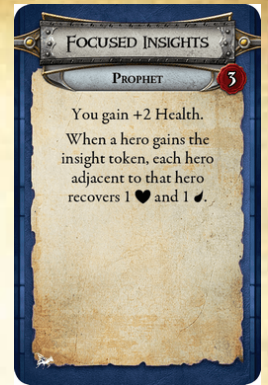 FOCUSED INSIGHTS
PROPHET
3
You gain +2 Health.
When a hero gains the
insight token, each hero
adjacent to that hero
recovers 1 ♥ and 1 .